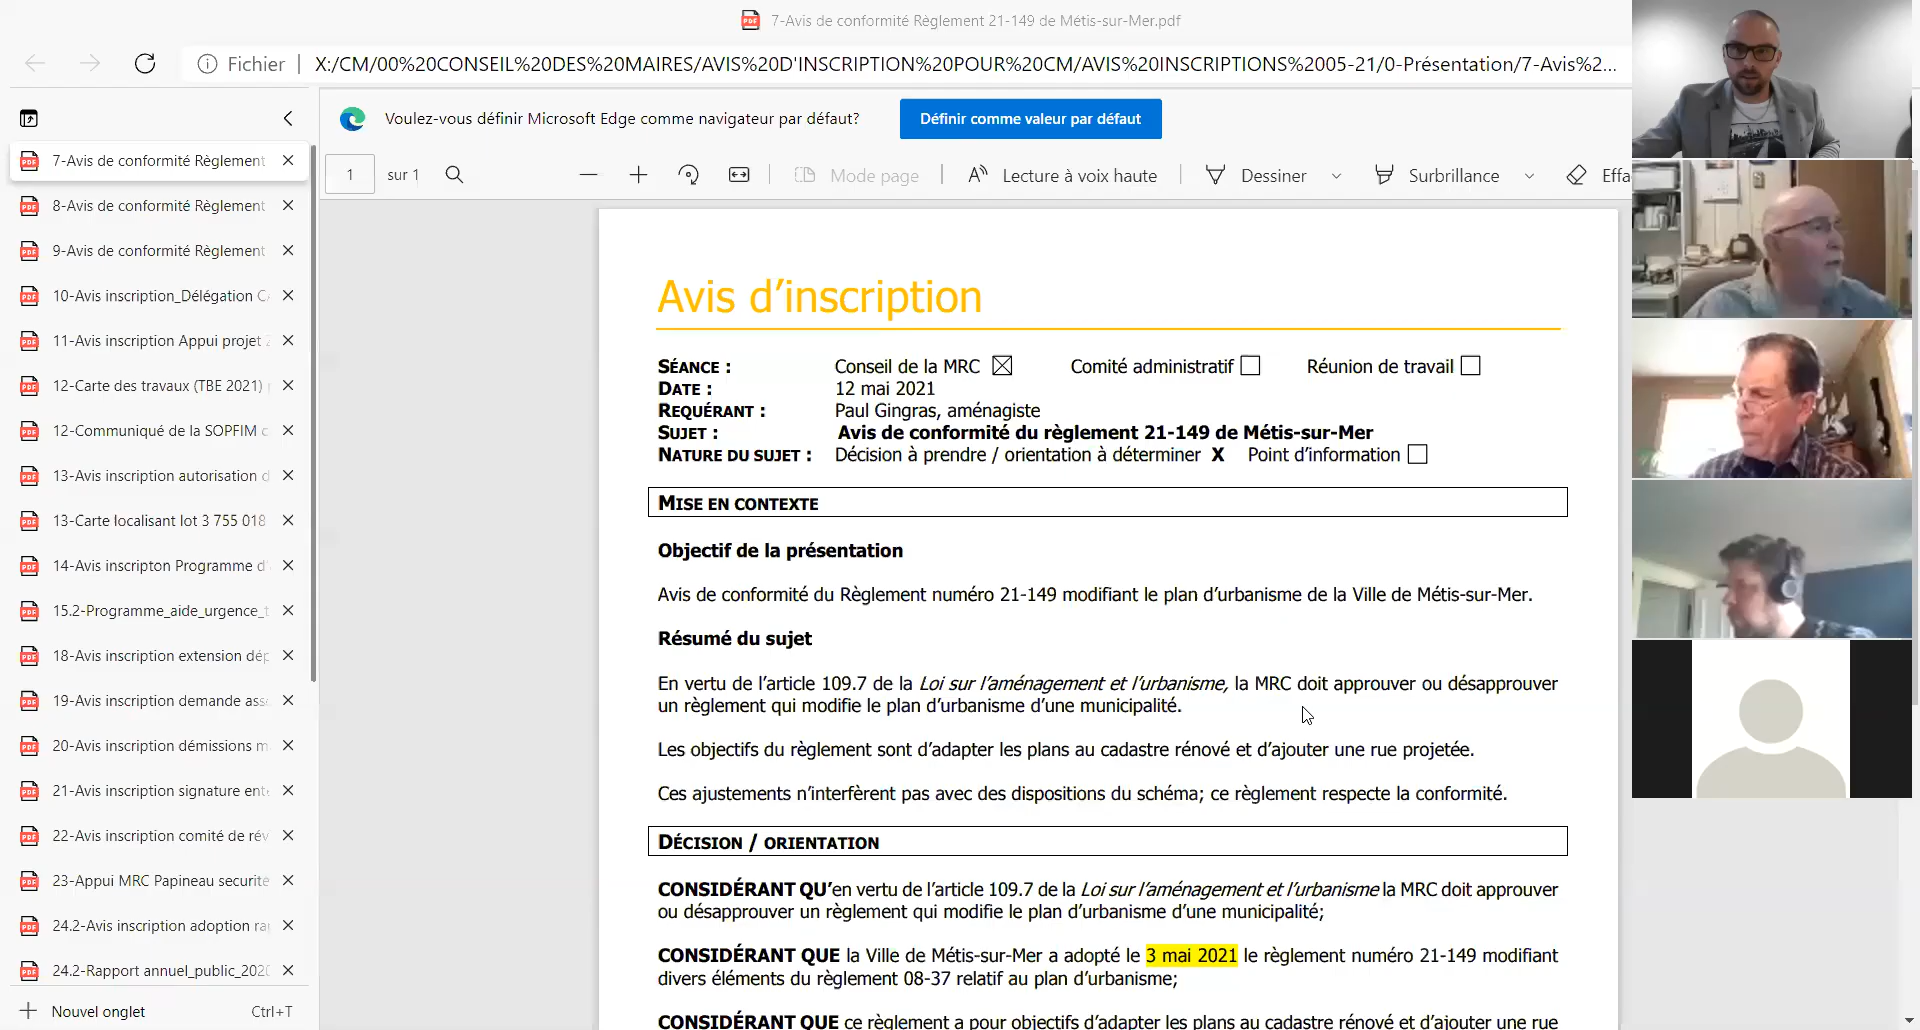 7-Avis de conformité Règlement 21-149 de Métis-sur-Mer.pdf
Fichier | X:/CM/00%20CONSEIL%20DES%20MAIRES/AVIS%20D'INSCRIPTION%20POUR%20CM/AVIS%20INSCRIPTIONS%2005-21/0-Présentation/7-Avis%2...
7-Avis de conformité Règlement
8-Avis de conformité Règlement
9-Avis de conformité Règlement
10-Avis inscription_Délégation C
11-Avis inscription Appui projet
12-Carte des travaux (TBE 2021)
12-Communiqué de la SOPFIM c
13-Avis inscription autorisation d
13-Carte localisant lot 3 755 018
14-Avis inscripton Programme d'
15.2-Programme_aide_urgence_t
18-Avis inscription extension dép
19-Avis inscription demande ass
20-Avis inscription démissions m
21-Avis inscription signature ent
22-Avis inscription comité de rév
23-Appui MRC Papineau securité
24.2-Avis inscription adoption ra
24.2-Rapport annuel_public_202
Nouvel onglet Ctrl+T
Voulez-vous définir Microsoft Edge comme navigateur par défaut? Définir comme valeur par défaut
1 sur 1 Mode page Lecture à voix haute Dessiner Surbrillance Effa
Avis d'inscription
SÉANCE : Conseil de la MRC ☒ Comité administratif ☐ Réunion de travail ☐
DATE : 12 mai 2021
REQUÉRANT : Paul Gingras, aménagiste
SUJET : Avis de conformité du règlement 21-149 de Métis-sur-Mer
NATURE DU SUJET : Décision à prendre / orientation à déterminer X Point d'information ☐
MISE EN CONTEXTE
Objectif de la présentation
Avis de conformité du Règlement numéro 21-149 modifiant le plan d'urbanisme de la Ville de Métis-sur-Mer.
Résumé du sujet
En vertu de l'article 109.7 de la Loi sur l'aménagement et l'urbanisme, la MRC doit approuver ou désapprouver
un règlement qui modifie le plan d'urbanisme d'une municipalité.
Les objectifs du règlement sont d'adapter les plans au cadastre rénové et d'ajouter une rue projetée.
Ces ajustements n'interfèrent pas avec des dispositions du schéma; ce règlement respecte la conformité.
DÉCISION / ORIENTATION
CONSIDÉRANT QU'en vertu de l'article 109.7 de la Loi sur l'aménagement et l'urbanisme la MRC doit approuver
ou désapprouver un règlement qui modifie le plan d'urbanisme d'une municipalité;
CONSIDÉRANT QUE la Ville de Métis-sur-Mer a adopté le 3 mai 2021 le règlement numéro 21-149 modifiant
divers éléments du règlement 08-37 relatif au plan d'urbanisme;
CONSIDÉRANT QUE ce règlement a pour objectifs d'adapter les plans au cadastre rénové et d'ajouter une rue